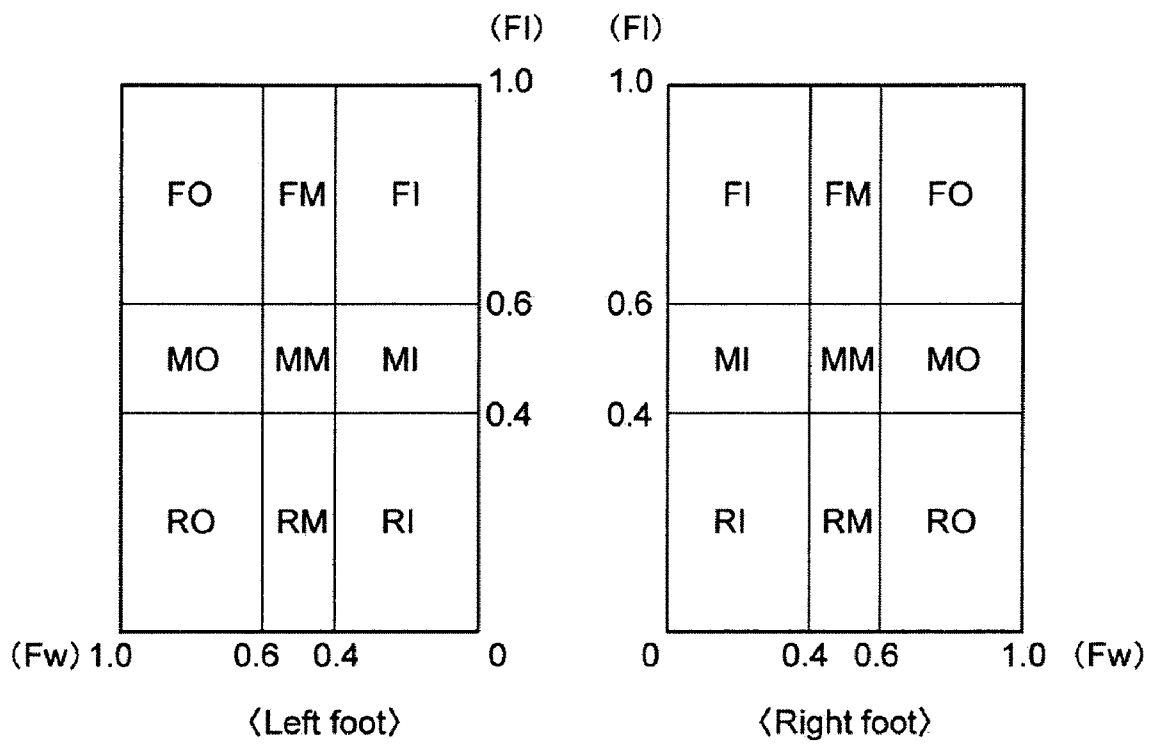 (Fl) (Fl)
1.0 1.0
FO FM FI FI FM FO
0.6 0.6
MO MM MI MI MM MO
0.4 0.4
RO RM RI RI RM RO
(Fw) 1.0 0.6 0.4 0 0 0.4 0.6 1.0 (Fw)
〈Left foot〉 〈Right foot〉